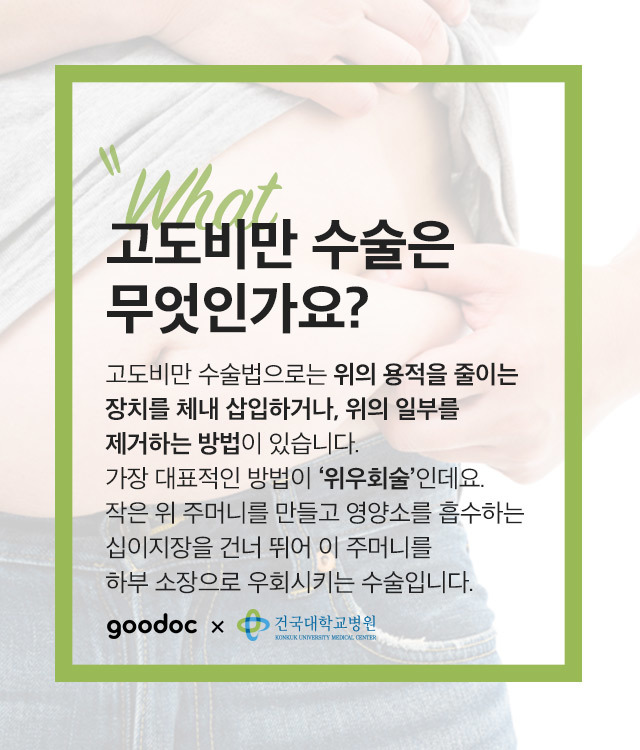 "What
고도비만 수술은
무엇인가요?
고도비만 수술법으로는 위의 용적을 줄이는
장치를 체내 삽입하거나, 위의 일부를
제거하는 방법이 있습니다.
가장 대표적인 방법이 ‘위우회술’인데요.
작은 위 주머니를 만들고 영양소를 흡수하는
십이지장을 건너 뛰어 이 주머니를
하부 소장으로 우회시키는 수술입니다.
goodoc × 건국대학교병원
KONKUK UNIVERSITY MEDICAL CENTER